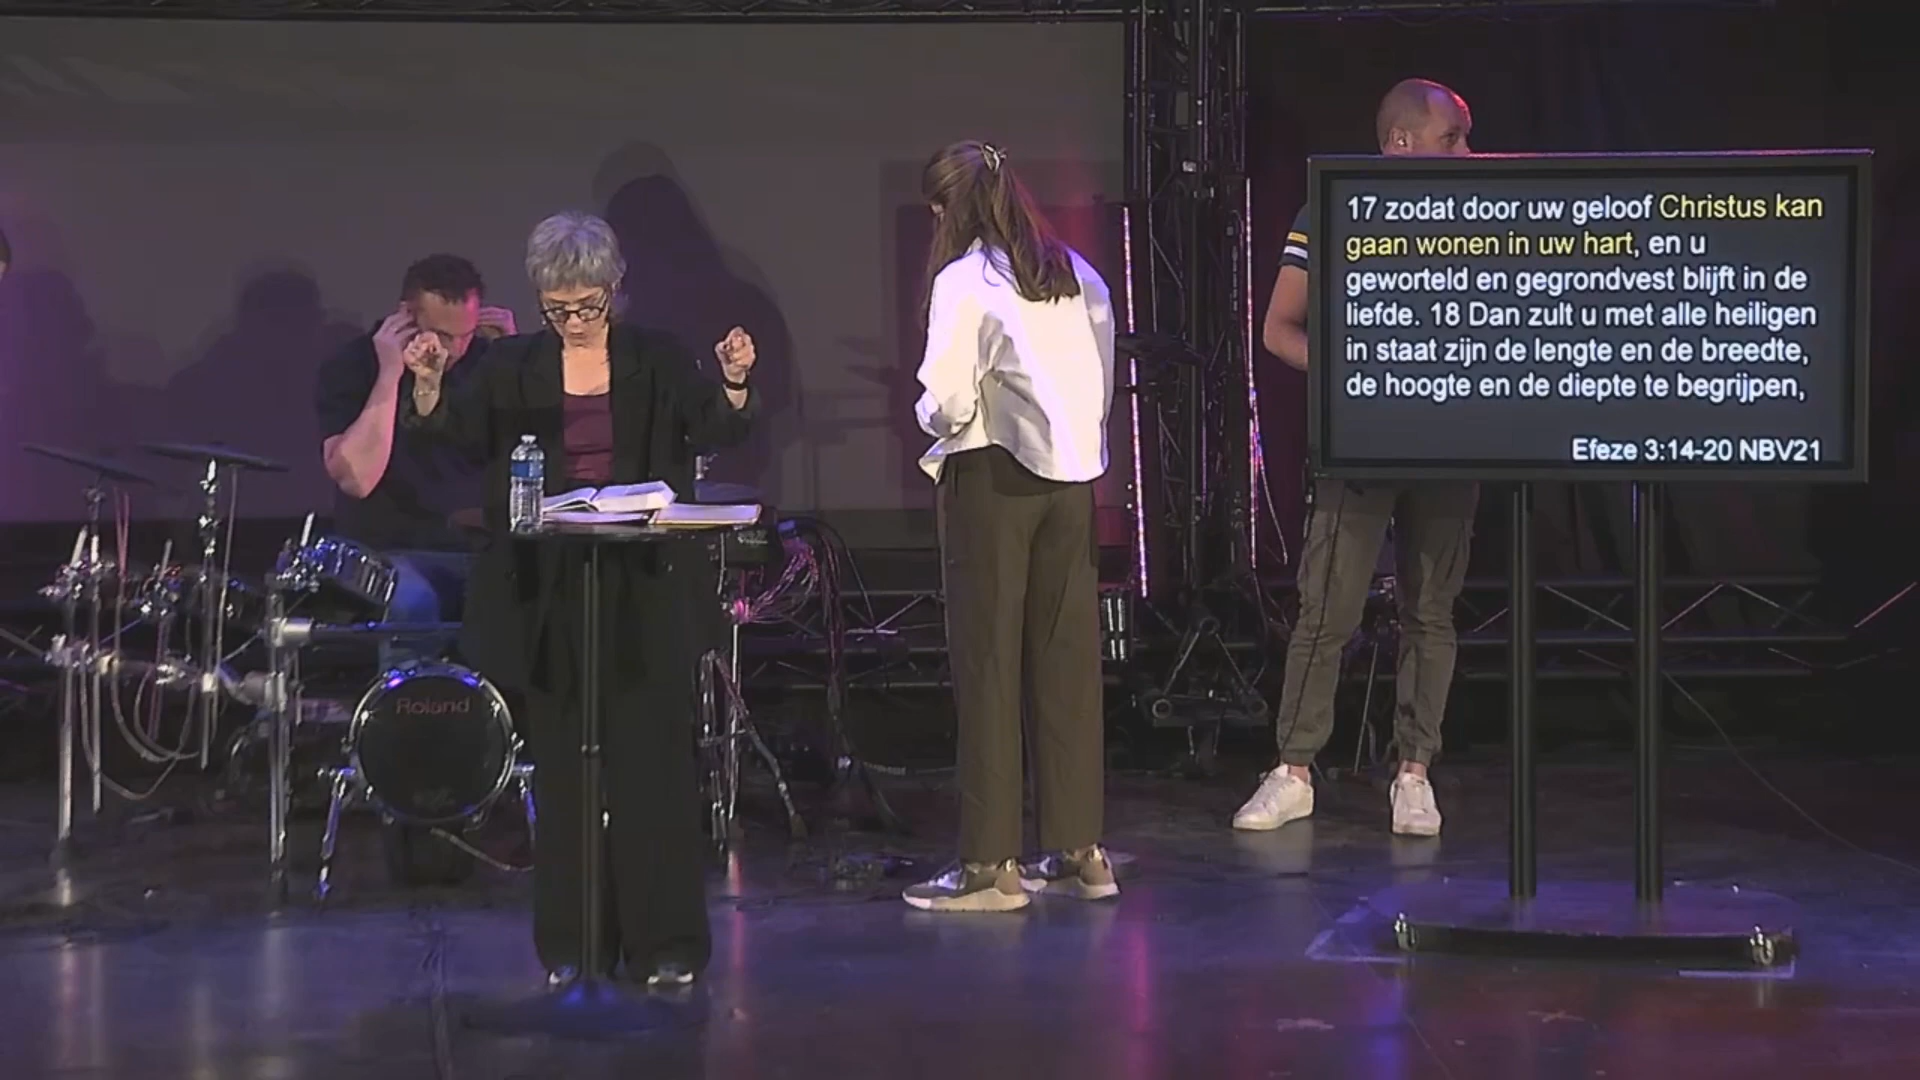 17 zodat door uw geloof Christus kan
gaan wonen in uw hart, en u
geworteld en gegrondvest blijft in de
liefde. 18 Dan zult u met alle heiligen
in staat zijn de lengte en de breedte,
de hoogte en de diepte te begrijpen,
Efeze 3:14-20 NBV21
Roland